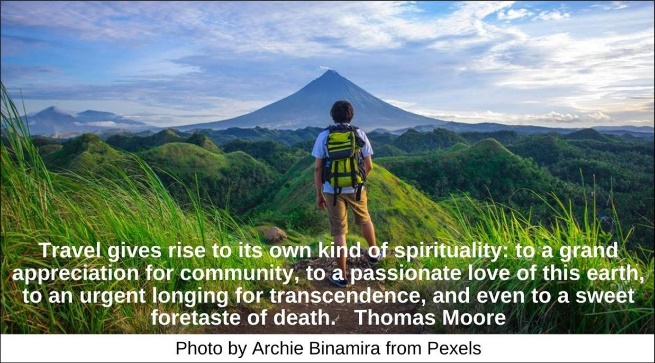 Travel gives rise to its own kind of spirituality: to a grand
appreciation for community, to a passionate love of this earth,
to an urgent longing for transcendence, and even to a sweet
foretaste of death.   Thomas Moore
Photo by Archie Binamira from Pexels